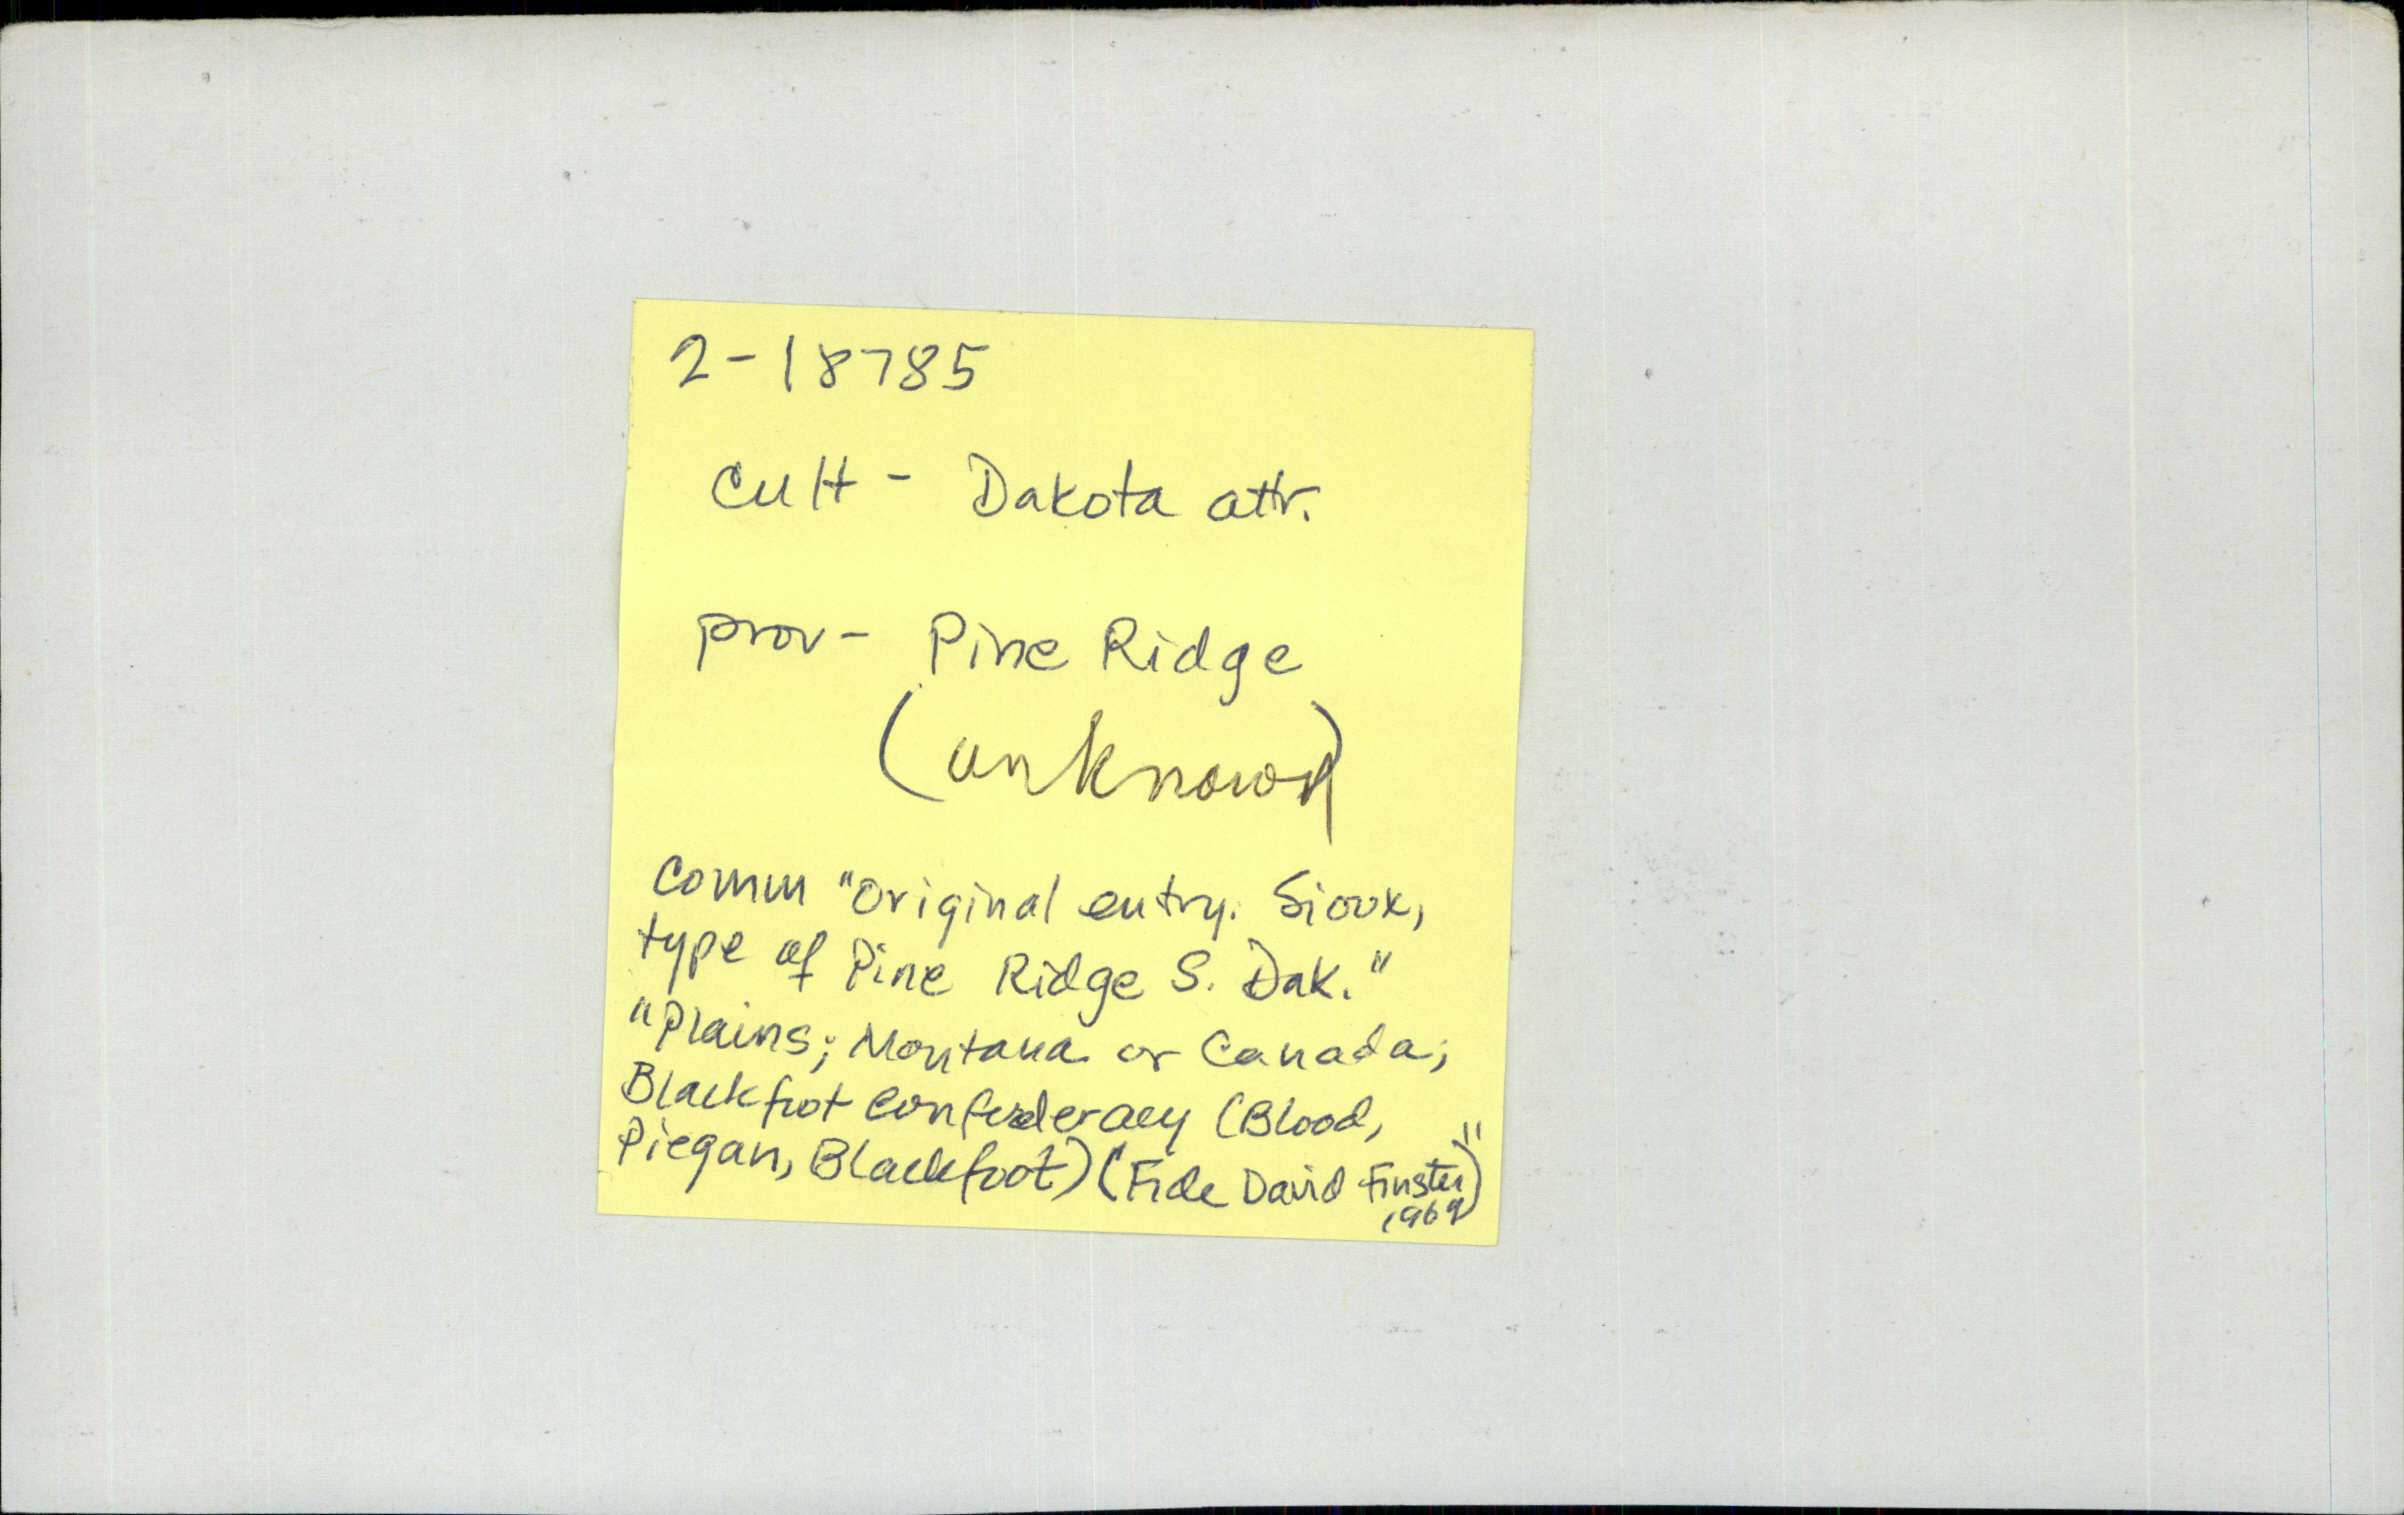 2-18785
Cult - Dakota attr.
prov- Pine Ridge
(unknown)
Comm "Original entry. Sioux,
type of Pine Ridge S. Dak."
"Plains; Montana or Canada;
Blackfoot Confederacy (Blood,
Piegan, Blackfoot) (Fide David Finster)"
1969